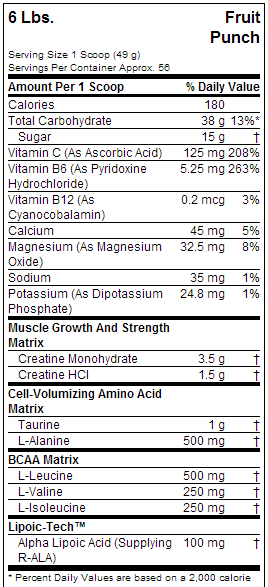 6 Lbs. Fruit
Punch
Serving Size 1 Scoop (49 g)
Servings Per Container Approx. 56
Amount Per 1 Scoop % Daily Value
Calories 180
Total Carbohydrate 38 g 13%*
Sugar 15 g †
Vitamin C (As Ascorbic Acid) 125 mg 208%
Vitamin B6 (As Pyridoxine 5.25 mg 263%
Hydrochloride)
Vitamin B12 (As 0.2 mcg 3%
Cyanocobalamin)
Calcium 45 mg 5%
Magnesium (As Magnesium 32.5 mg 8%
Oxide)
Sodium 35 mg 1%
Potassium (As Dipotassium 24.8 mg 1%
Phosphate)
Muscle Growth And Strength
Matrix
Creatine Monohydrate 3.5 g †
Creatine HCl 1.5 g †
Cell-Volumizing Amino Acid
Matrix
Taurine 1 g †
L-Alanine 500 mg †
BCAA Matrix
L-Leucine 500 mg †
L-Valine 250 mg †
L-Isoleucine 250 mg †
Lipoic-Tech™
Alpha Lipoic Acid (Supplying 100 mg †
R-ALA)
* Percent Daily Values are based on a 2,000 calorie